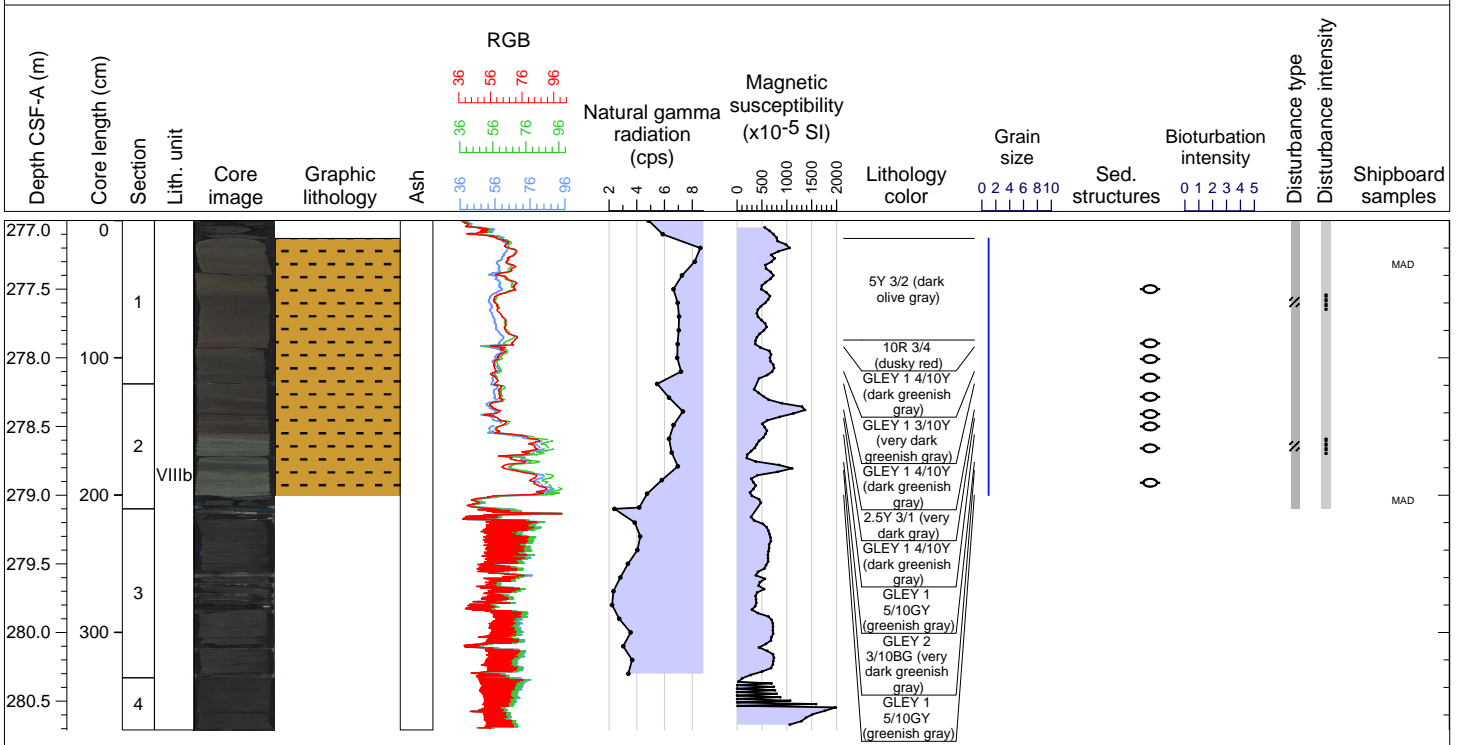 Depth CSF-A (m)
Core length (cm)
Section
Lith. unit
Core
image
Graphic
lithology
Ash
RGB
36 56 76 96
36 56 76 96
36 56 76 96
Natural gamma
radiation
(cps)
2 4 6 8
Magnetic
susceptibility
(x10-5 SI)
0 500 1000 1500 2000
Lithology
color
Grain
size
0 2 4 6 8 10
Sed.
structures
Bioturbation
intensity
0 1 2 3 4 5
Disturbance type
Disturbance intensity
Shipboard
samples
277.0
277.5
278.0
278.5
279.0
279.5
280.0
280.5
0
100
200
300
1
2
3
4
VIIIb
5Y 3/2 (dark
olive gray)
10R 3/4
(dusky red)
GLEY 1 4/10Y
(dark greenish
gray)
GLEY 1 3/10Y
(very dark
greenish gray)
GLEY 1 4/10Y
(dark greenish
gray)
2.5Y 3/1 (very
dark gray)
GLEY 1 4/10Y
(dark greenish
gray)
GLEY 1
5/10GY
(greenish gray)
GLEY 2
3/10BG (very
dark greenish
gray)
GLEY 1
5/10GY
(greenish gray)
MAD
MAD